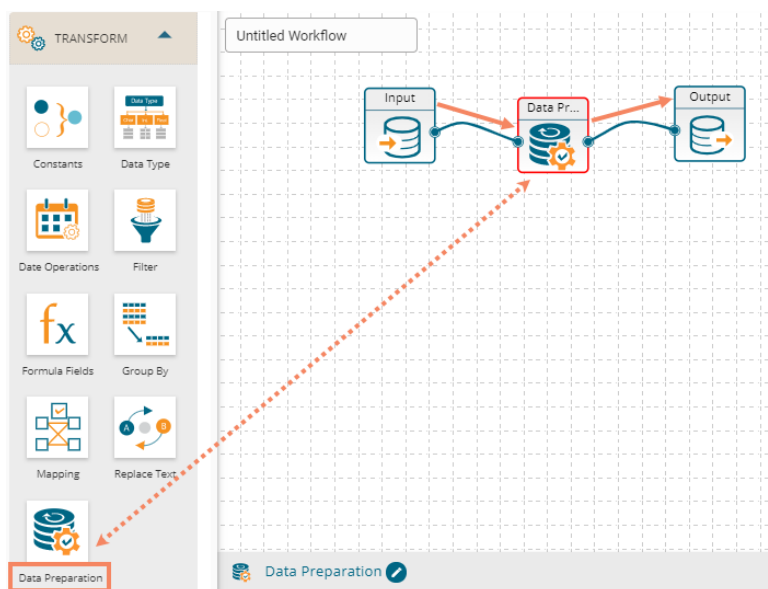 TRANSFORM
Untitled Workflow
Input
Data Pr...
Output
Data Type
Constants
Data Type
Date Operations
Filter
fx
Formula Fields
Group By
A
B
Mapping
Replace Text
Data Preparation
Data Preparation